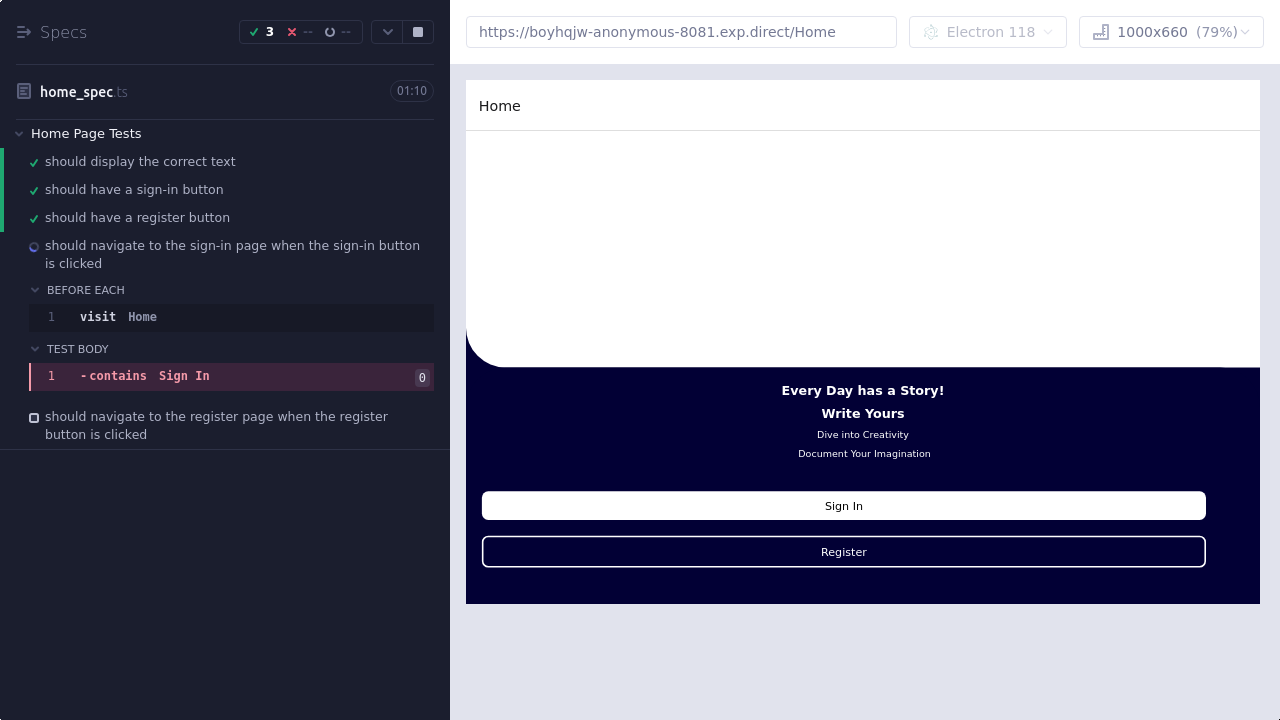 Specs
3 -- --
home_spec.ts 01:10
Home Page Tests
should display the correct text
should have a sign-in button
should have a register button
should navigate to the sign-in page when the sign-in button
is clicked
BEFORE EACH
1 visit Home
TEST BODY
1 -contains Sign In 0
should navigate to the register page when the register
button is clicked
https://boyhqjw-anonymous-8081.exp.direct/Home
Electron 118
1000x660 (79%)
Home
Every Day has a Story!
Write Yours
Dive into Creativity
Document Your Imagination
Sign In
Register